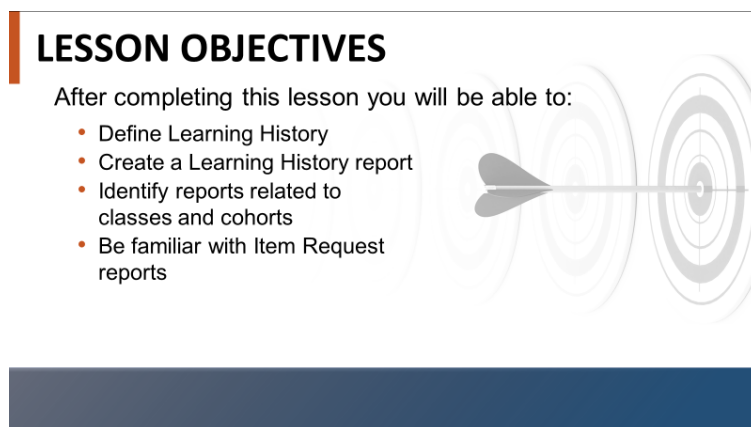 LESSON OBJECTIVES
After completing this lesson you will be able to:
• Define Learning History
• Create a Learning History report
• Identify reports related to
classes and cohorts
• Be familiar with Item Request
reports